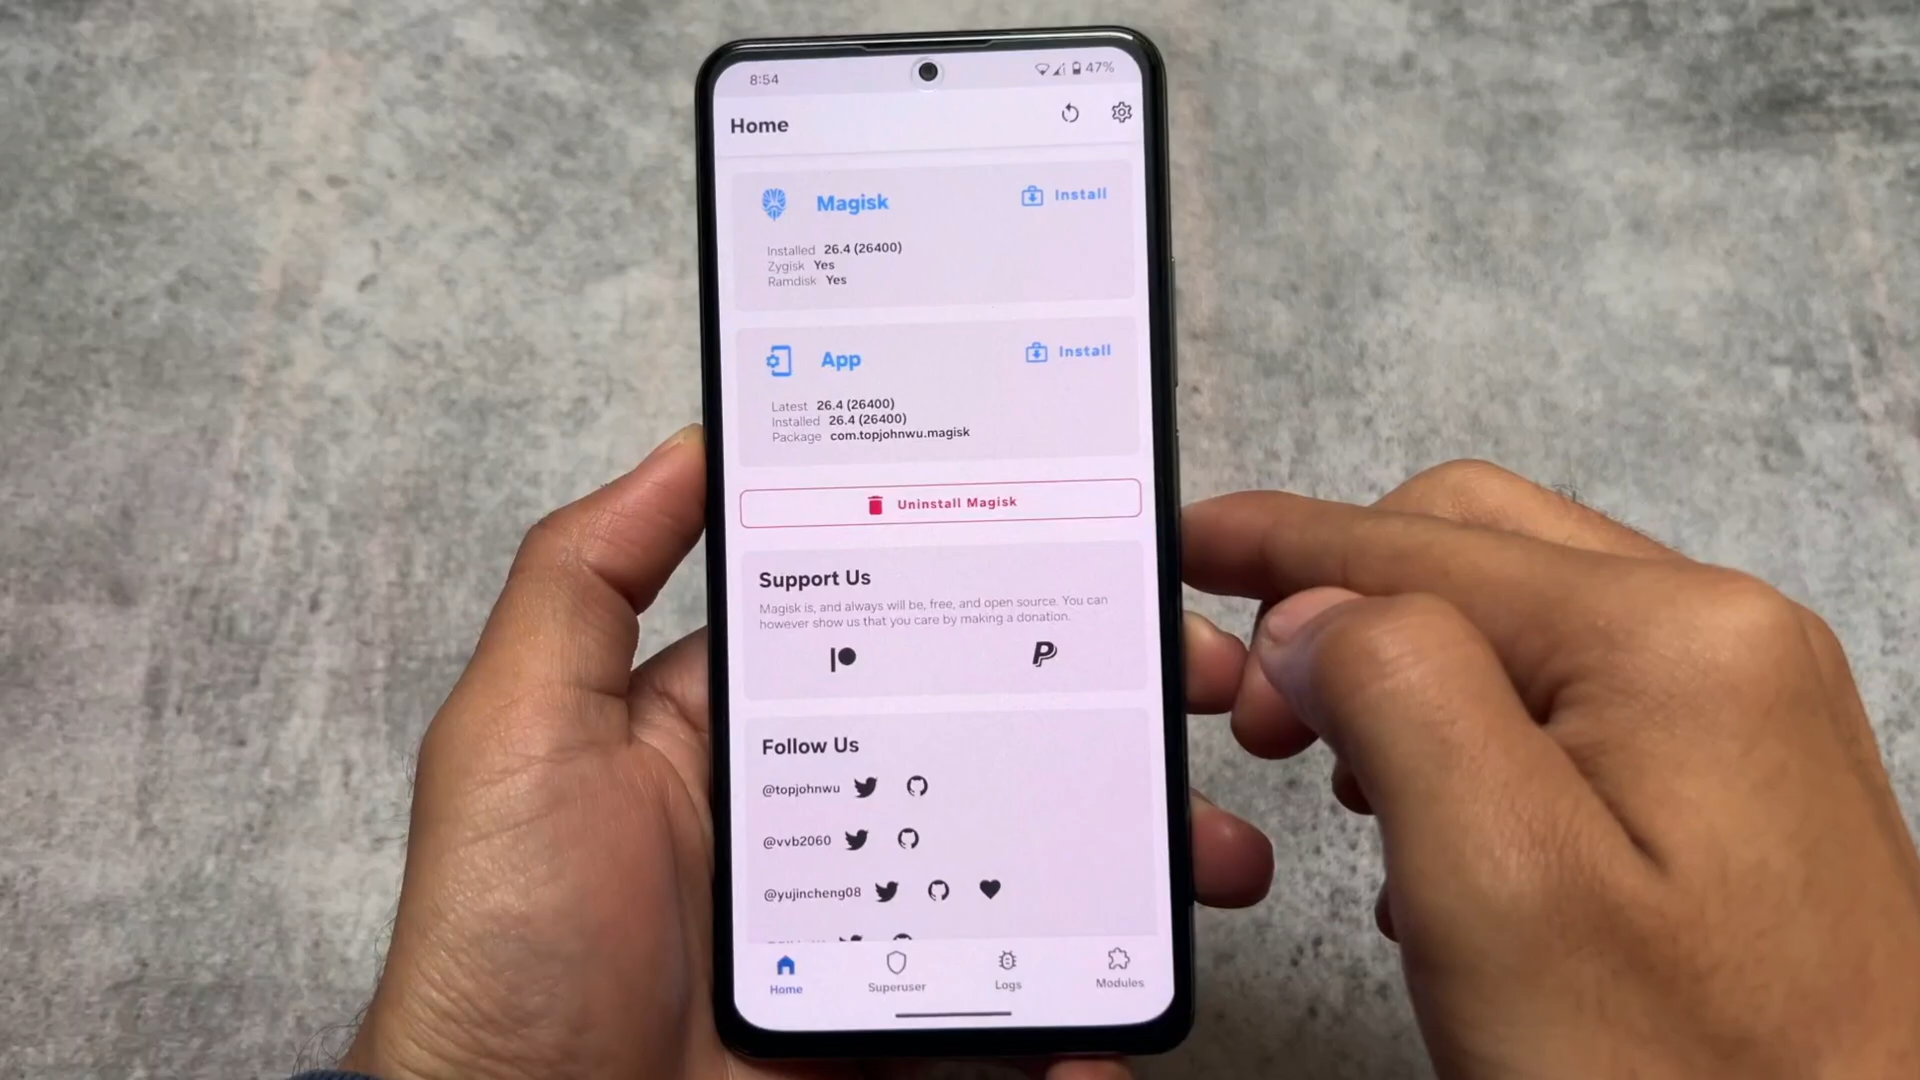 8:54
47%
Home
Magisk
Install
Installed 26.4 (26400)
Zygisk Yes
Ramdisk Yes
App
Install
Latest 26.4 (26400)
Installed 26.4 (26400)
Package com.topjohnwu.magisk
Uninstall Magisk
Support Us
Magisk is, and always will be, free, and open source. You can
however show us that you care by making a donation.
Follow Us
@topjohnwu
@vvb2060
@yujincheng08
Home
Superuser
Logs
Modules